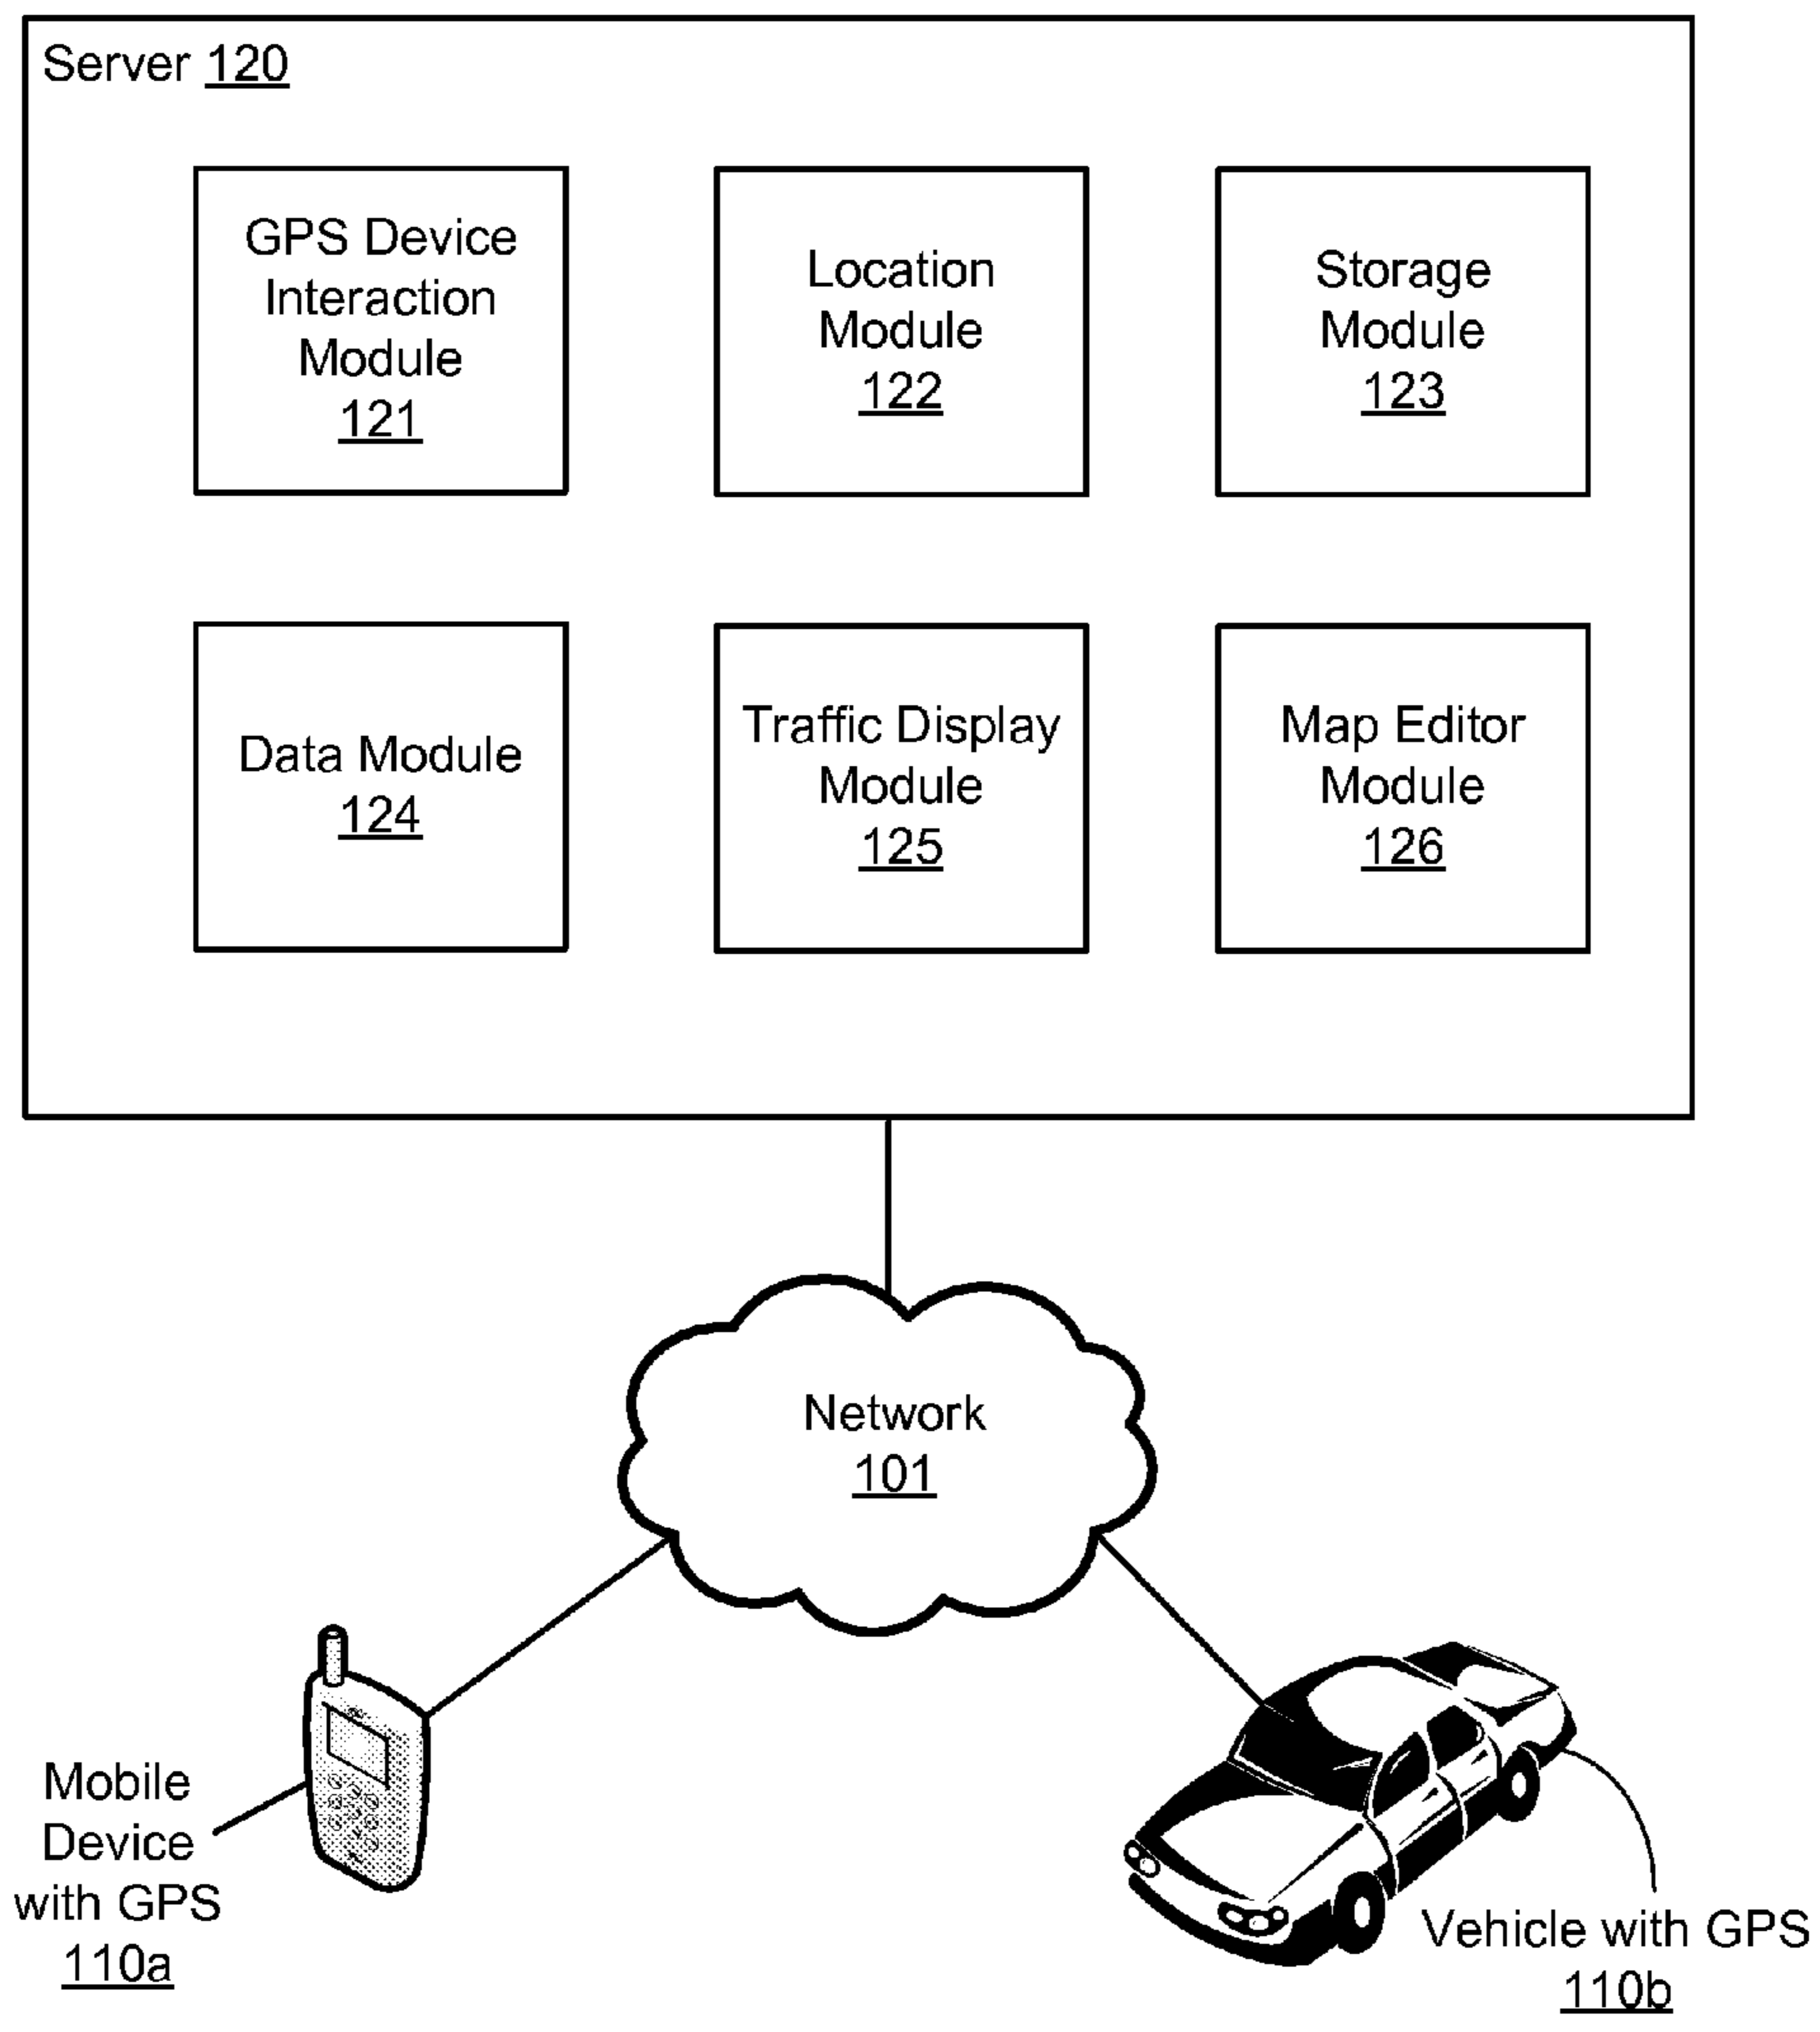 Server 120
GPS Device
Interaction
Module
121
Location
Module
122
Storage
Module
123
Data Module
124
Traffic Display
Module
125
Map Editor
Module
126
Network
101
Mobile
Device
with GPS
110a
Vehicle with GPS
110b